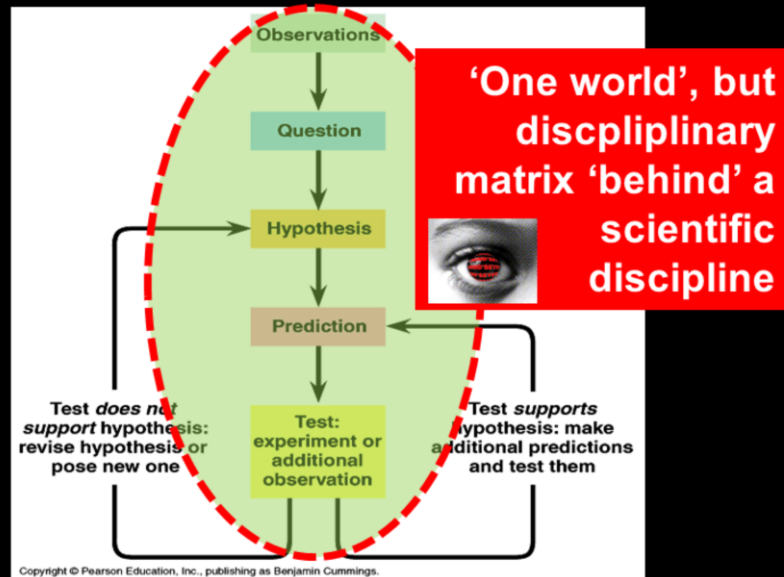 Observations
Question
Hypothesis
Prediction
Test:
experiment or
additional
observation
Test does not
support hypothesis:
revise hypothesis or
pose new one
Test supports
hypothesis: make
additional predictions
and test them
‘One world’, but
discpliplinary
matrix ‘behind’ a
scientific
discipline
Copyright © Pearson Education, Inc., publishing as Benjamin Cummings.